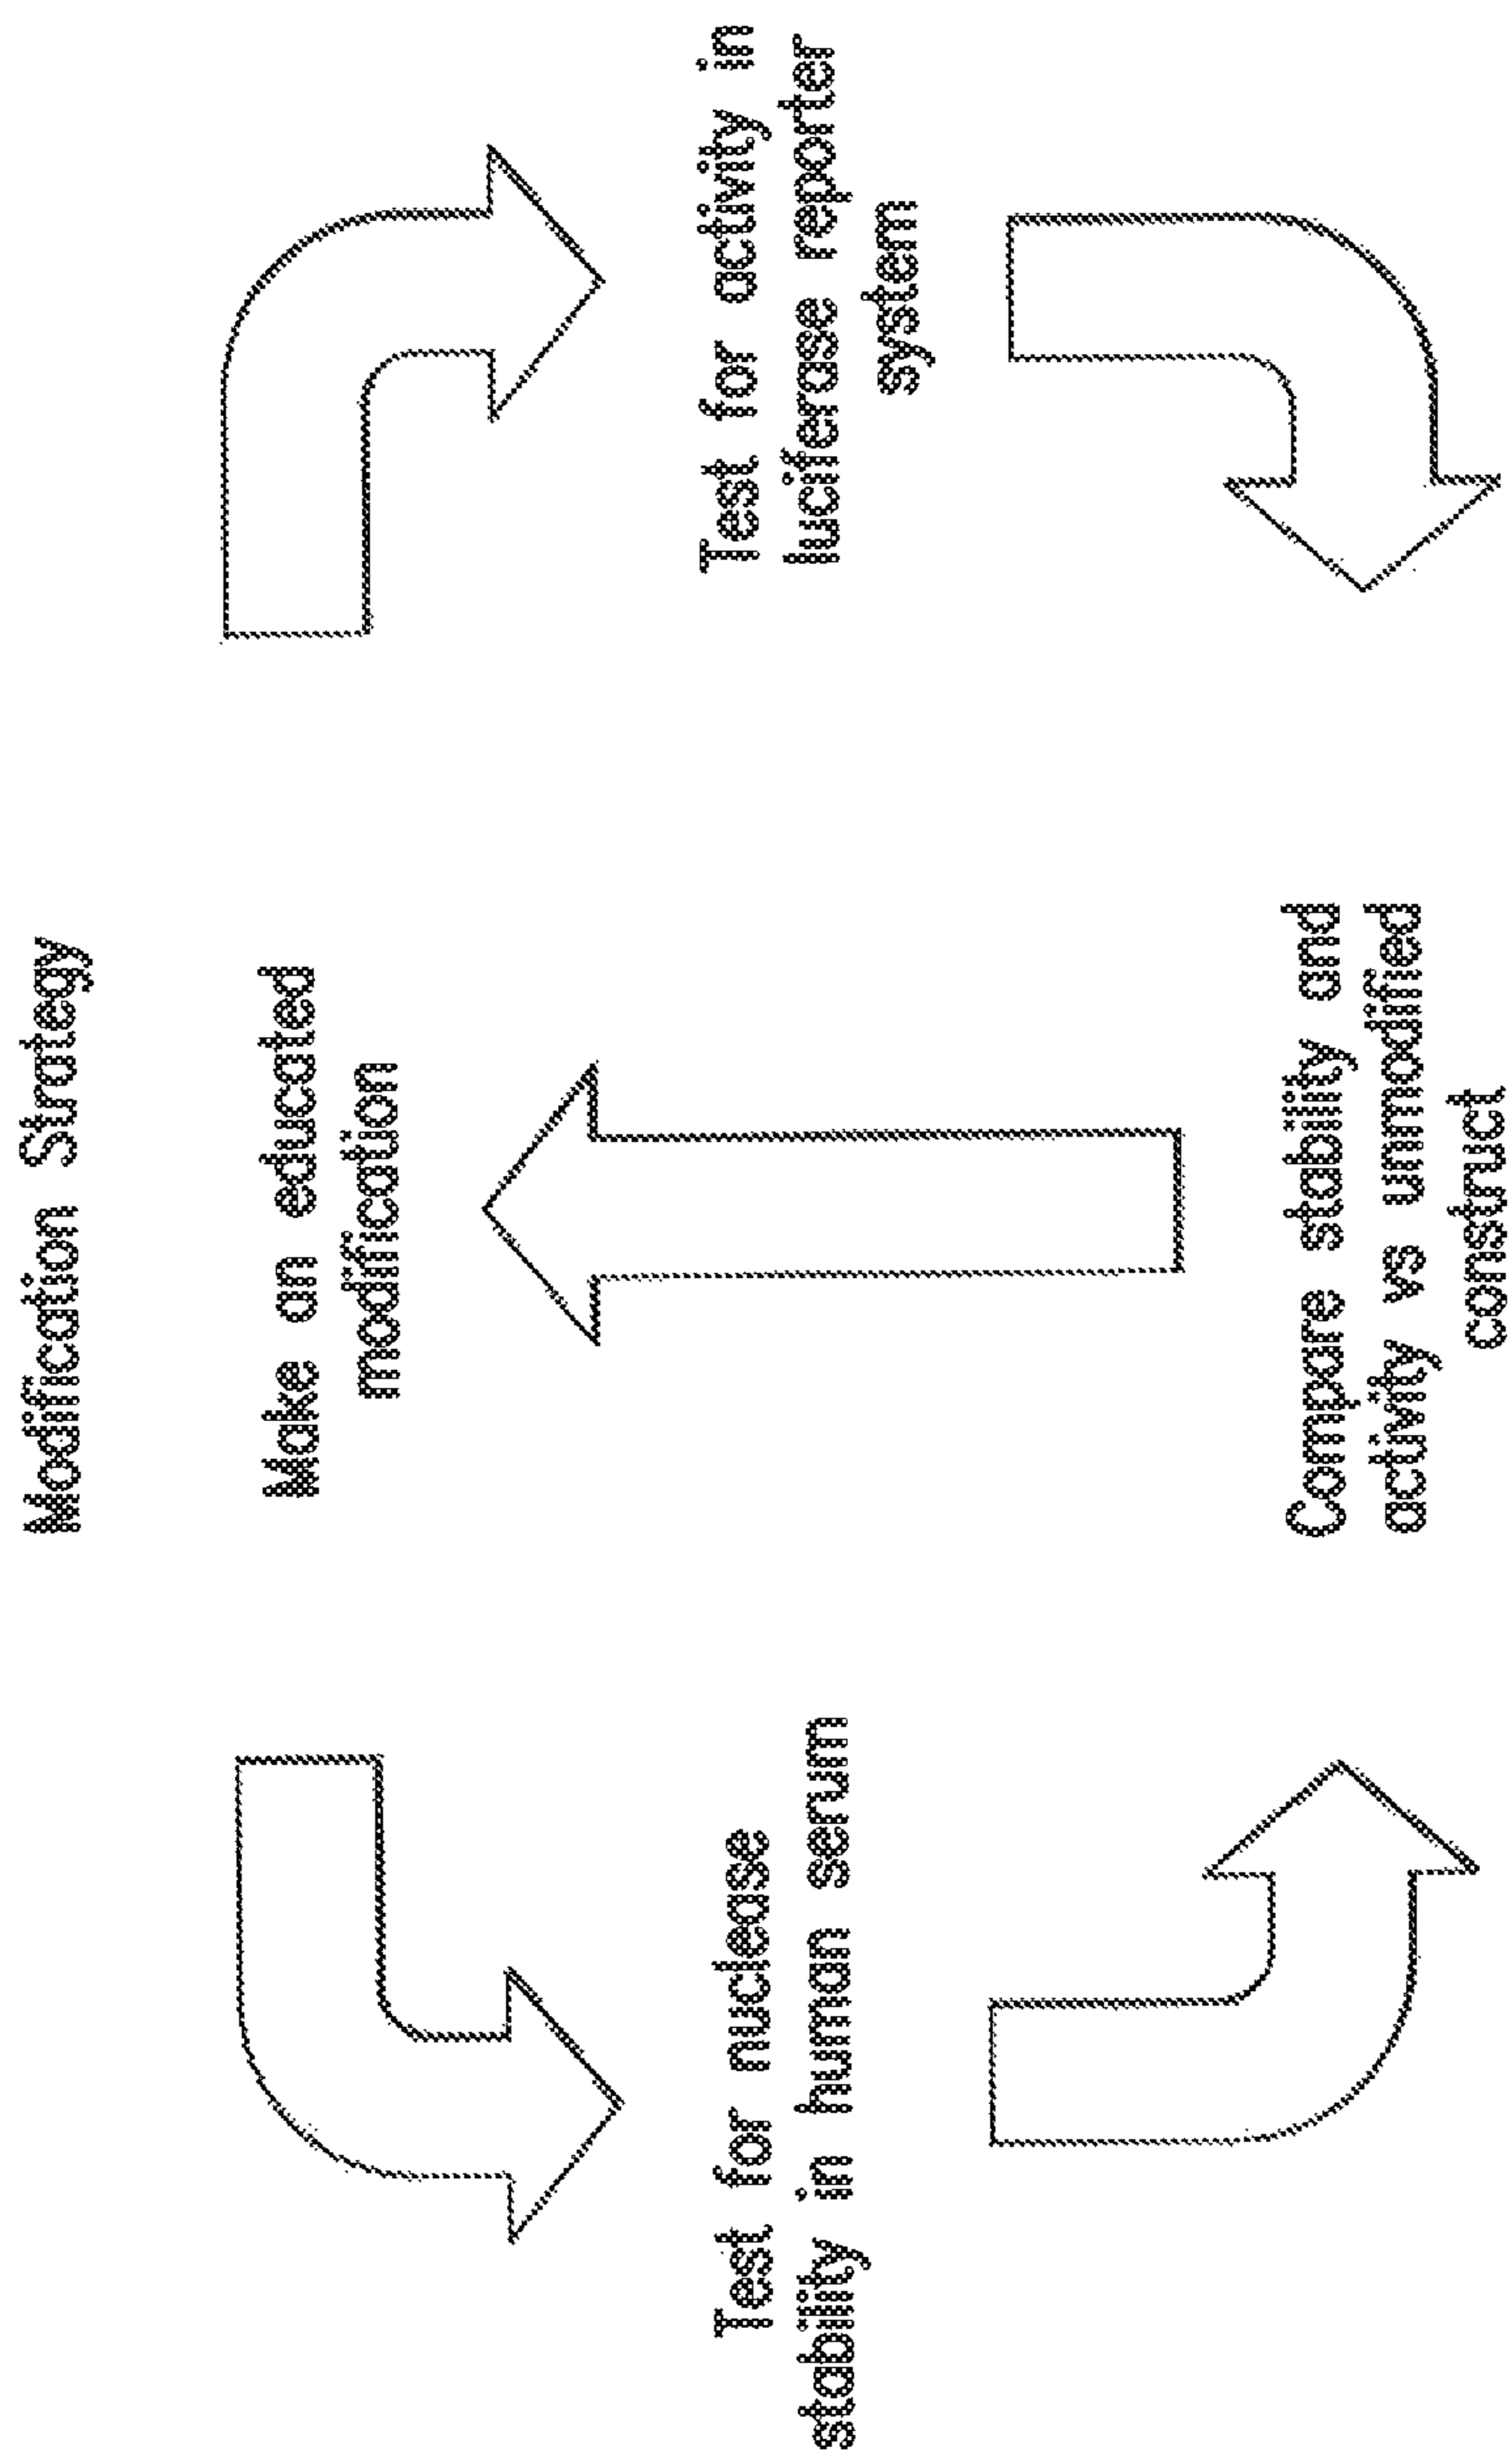 Modification Strategy
Make an educated
modification
Test for nuclease
stability in human serum
Test for activity in
luciferase reporter
system
Compare stability and
activity vs unmodified
construct